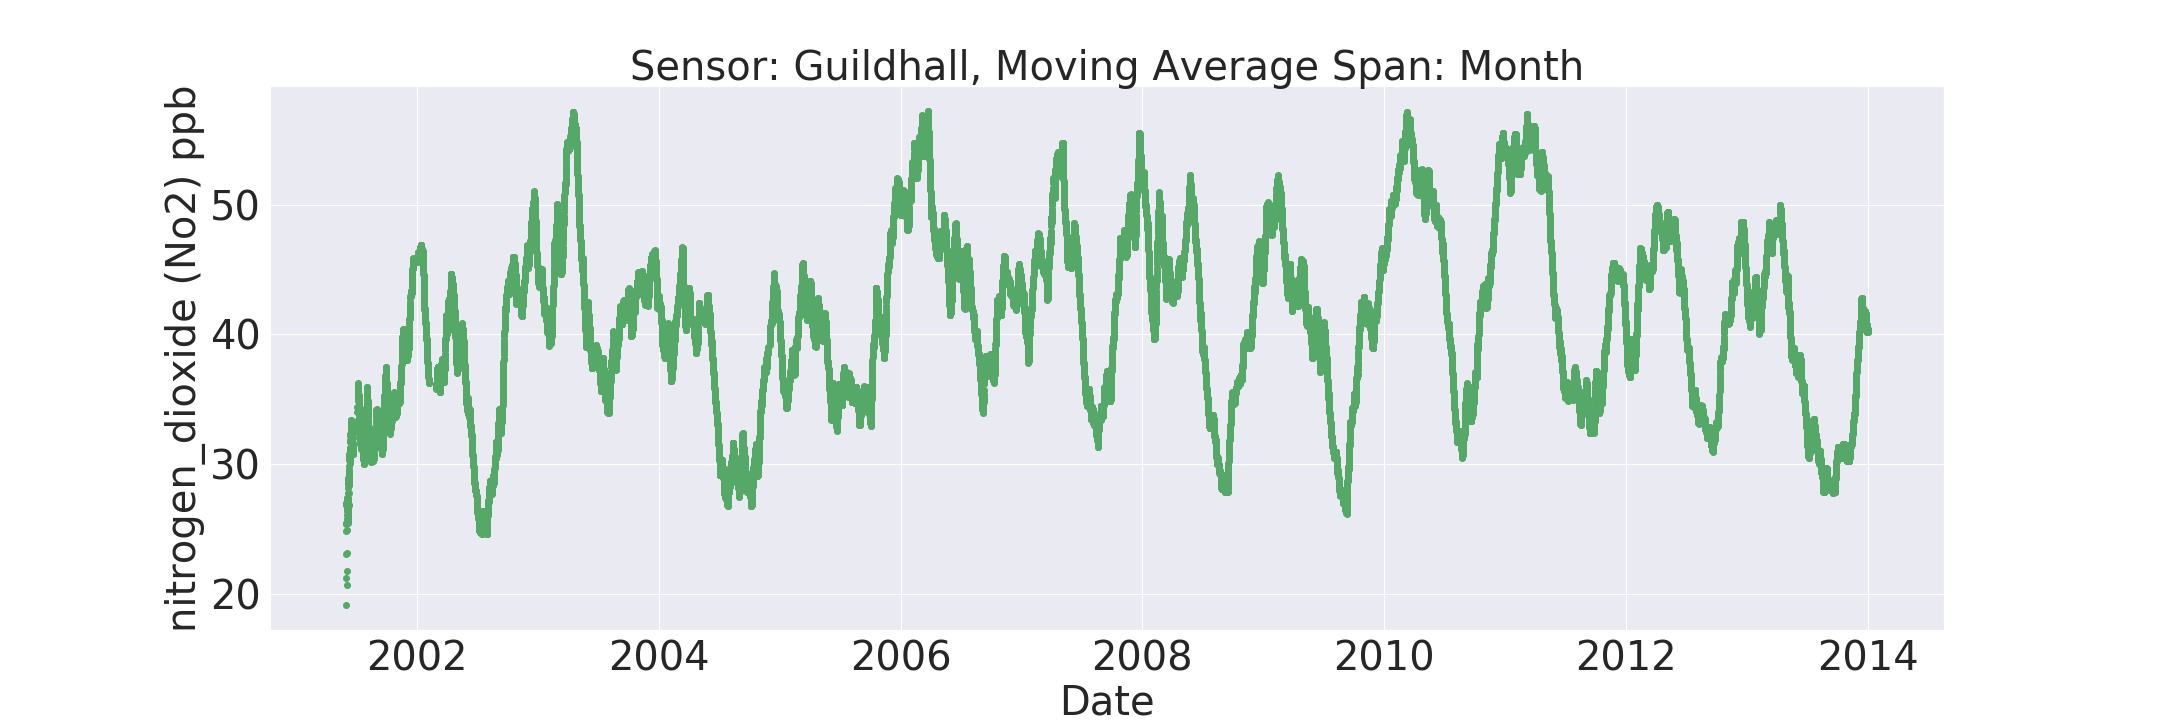 Sensor: Guildhall, Moving Average Span: Month
nitrogen_dioxide (No2) ppb
50
40
30
20
2002 2004 2006 2008 2010 2012 2014
Date